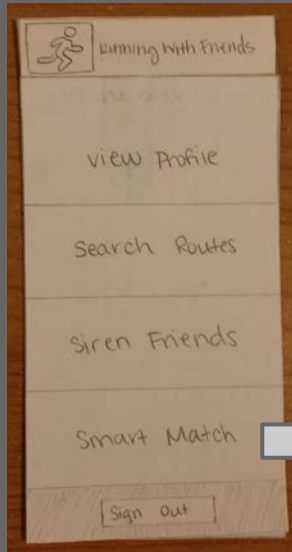 Running With Friends
View Profile
Search Routes
Siren Friends
Smart Match
Sign Out